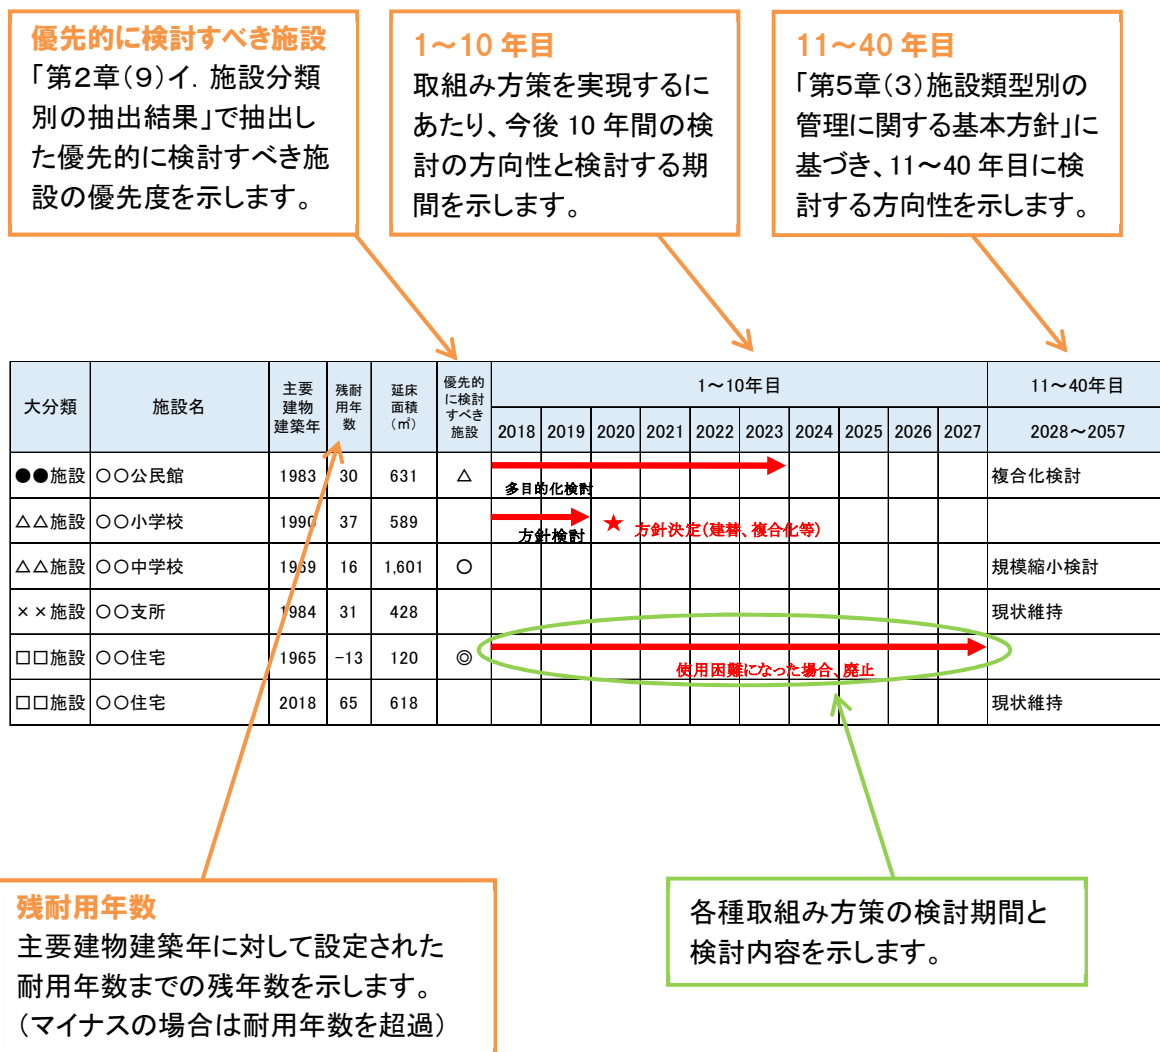 優先的に検討すべき施設
「第2章(9)イ．施設分類
別の抽出結果」で抽出し
た優先的に検討すべき施
設の優先度を示します。
1～10 年目
取組み方策を実現するに
あたり、今後 10 年間の検
討の方向性と検討する期
間を示します。
11～40 年目
「第5章(3)施設類型別の
管理に関する基本方針」に
基づき、11～40 年目に検
討する方向性を示します。
大分類 施設名 主要建物建築年 残耐用年数 延床面積(㎡) 優先的に検討すべき施設 1～10年目 11～40年目
2018 2019 2020 2021 2022 2023 2024 2025 2026 2027 2028～2057
●●施設 〇〇公民館 1983 30 631 △ 多目的化検討 複合化検討
△△施設 〇〇小学校 1990 37 589 方針検討 ★ 方針決定(建替、複合化等)
△△施設 〇〇中学校 1969 16 1,601 〇 規模縮小検討
××施設 〇〇支所 1984 31 428 現状維持
□□施設 〇〇住宅 1965 -13 120 ◎ 使用困難になった場合、廃止
□□施設 〇〇住宅 2018 65 618 現状維持
残耐用年数
主要建物建築年に対して設定された
耐用年数までの残年数を示します。
（マイナスの場合は耐用年数を超過）
各種取組み方策の検討期間と
検討内容を示します。